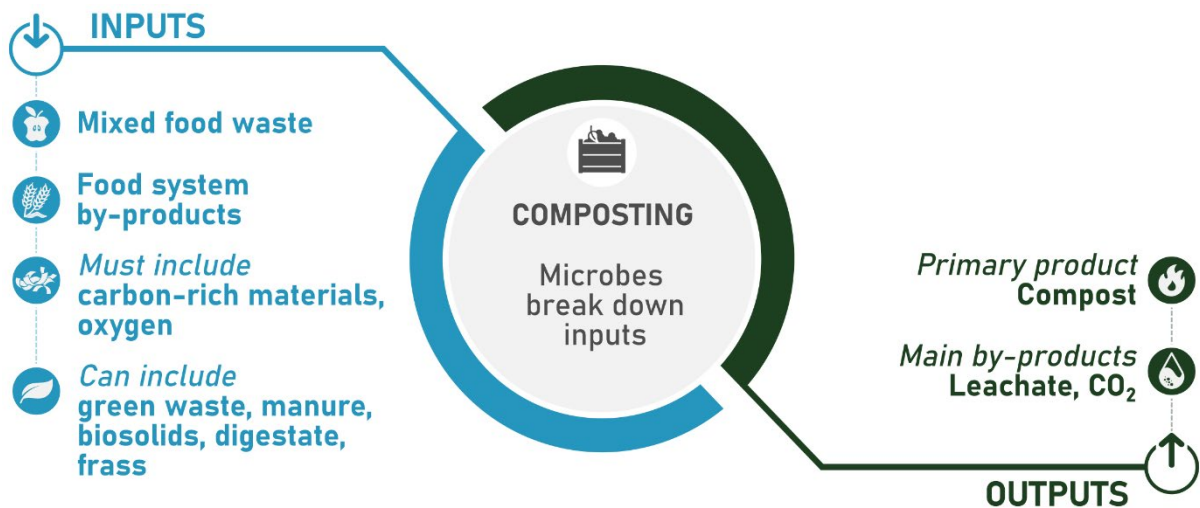 INPUTS
Mixed food waste
Food system
by-products
Must include
carbon-rich materials,
oxygen
Can include
green waste, manure,
biosolids, digestate,
frass
COMPOSTING
Microbes
break down
inputs
Primary product
Compost
Main by-products
Leachate, CO₂
OUTPUTS